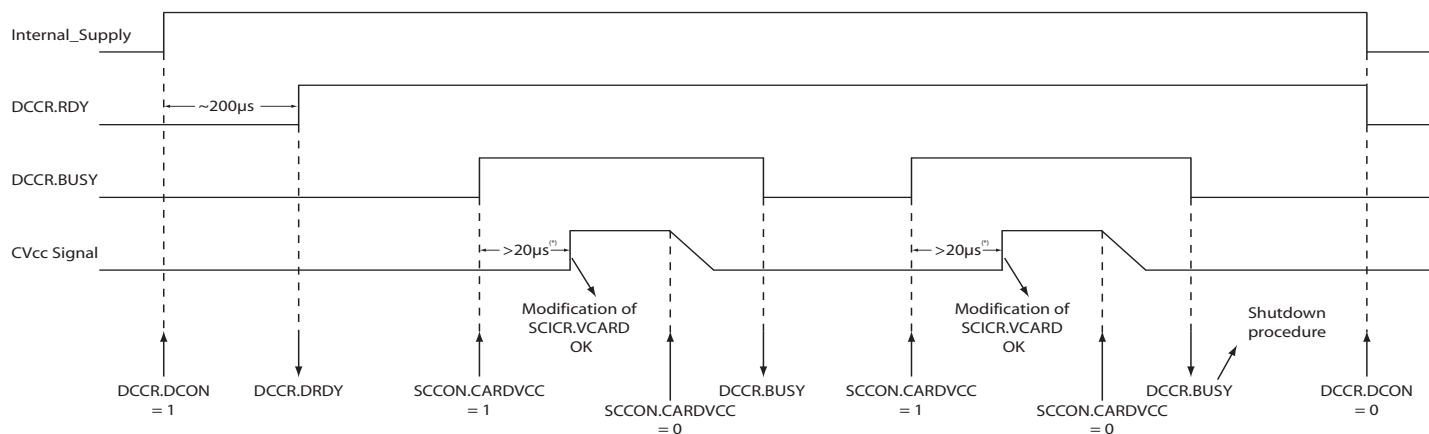 Internal_Supply
DCCR.RDY
~200µs
DCCR.BUSY
CVcc Signal
>20µs(*)
>20µs(*)
Modification of
SCICR.VCARD
OK
Modification of
SCICR.VCARD
OK
Shutdown
procedure
DCCR.DCON
= 1
DCCR.DRDY
SCCON.CARDVCC
= 1
SCCON.CARDVCC
= 0
DCCR.BUSY
SCCON.CARDVCC
= 1
SCCON.CARDVCC
= 0
DCCR.BUSY
DCCR.DCON
= 0